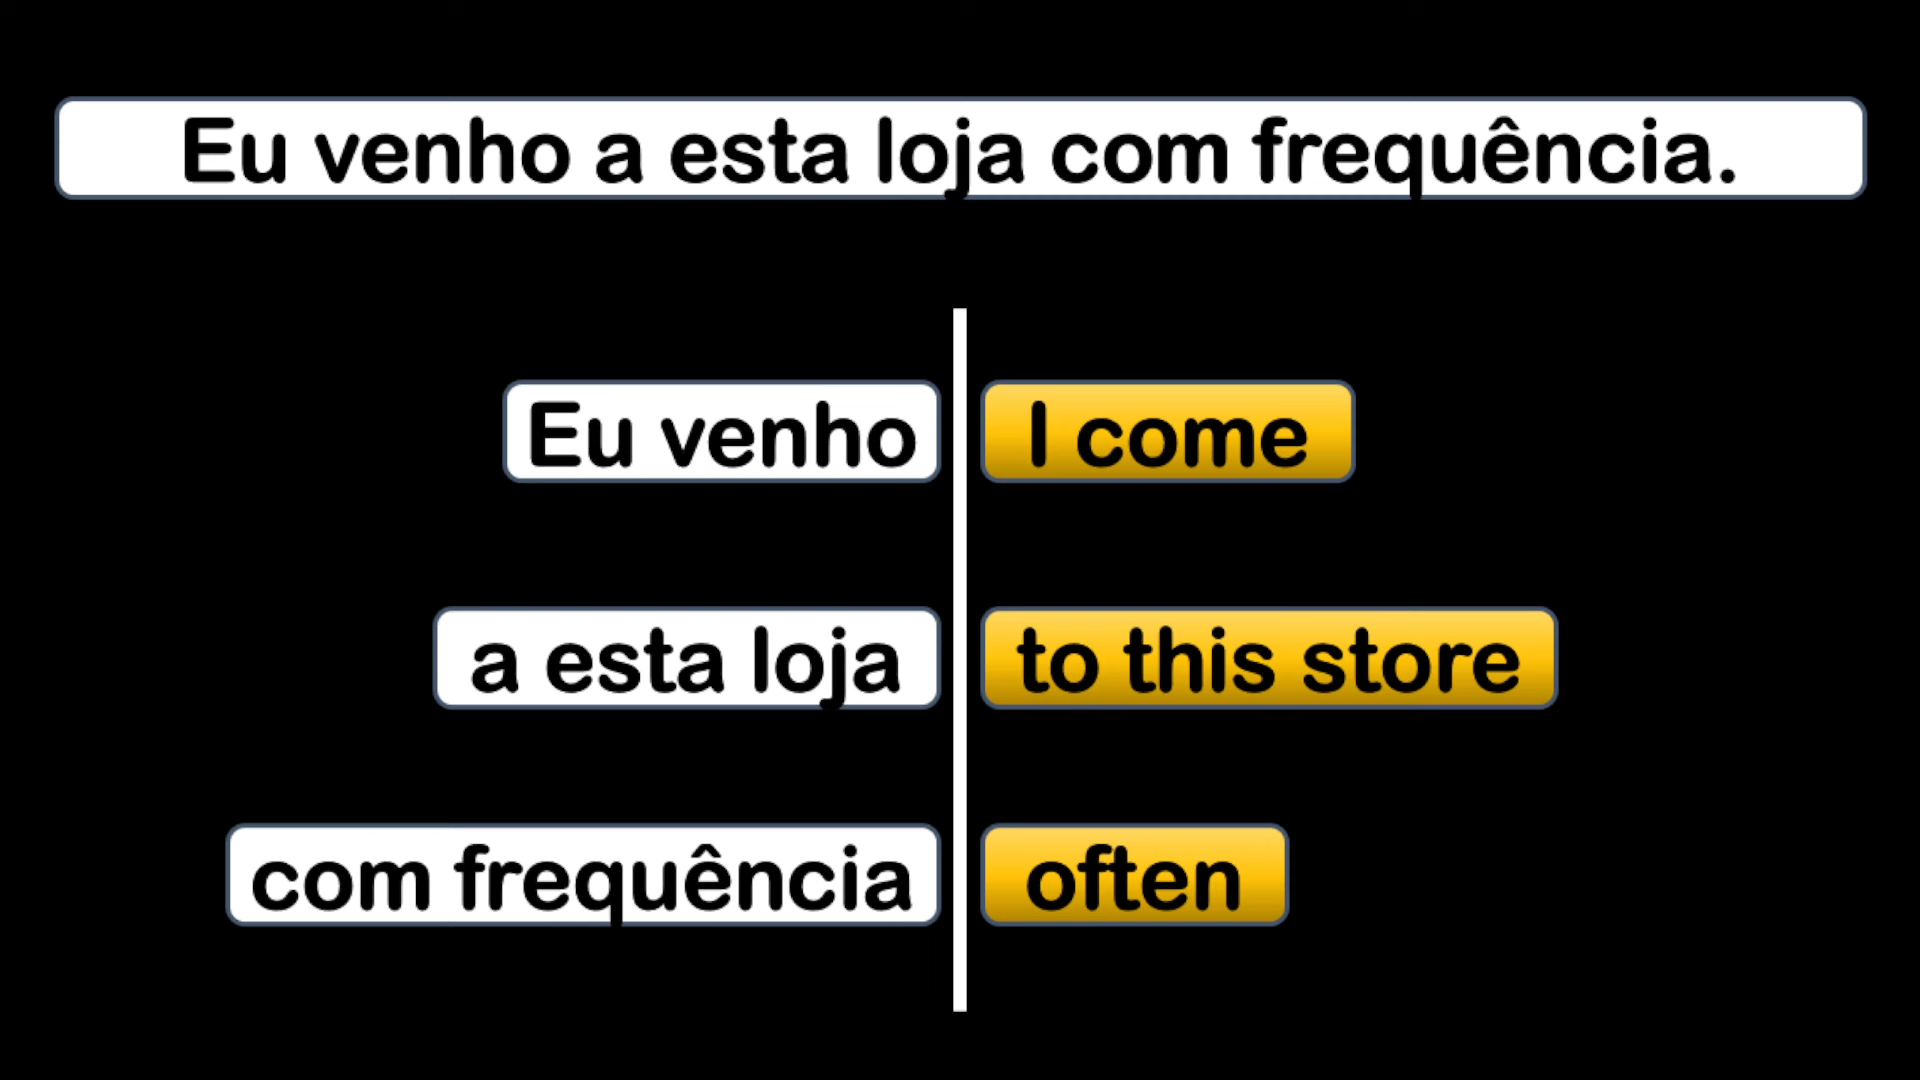 Eu venho a esta loja com frequência.
Eu venho I come
a esta loja to this store
com frequência often